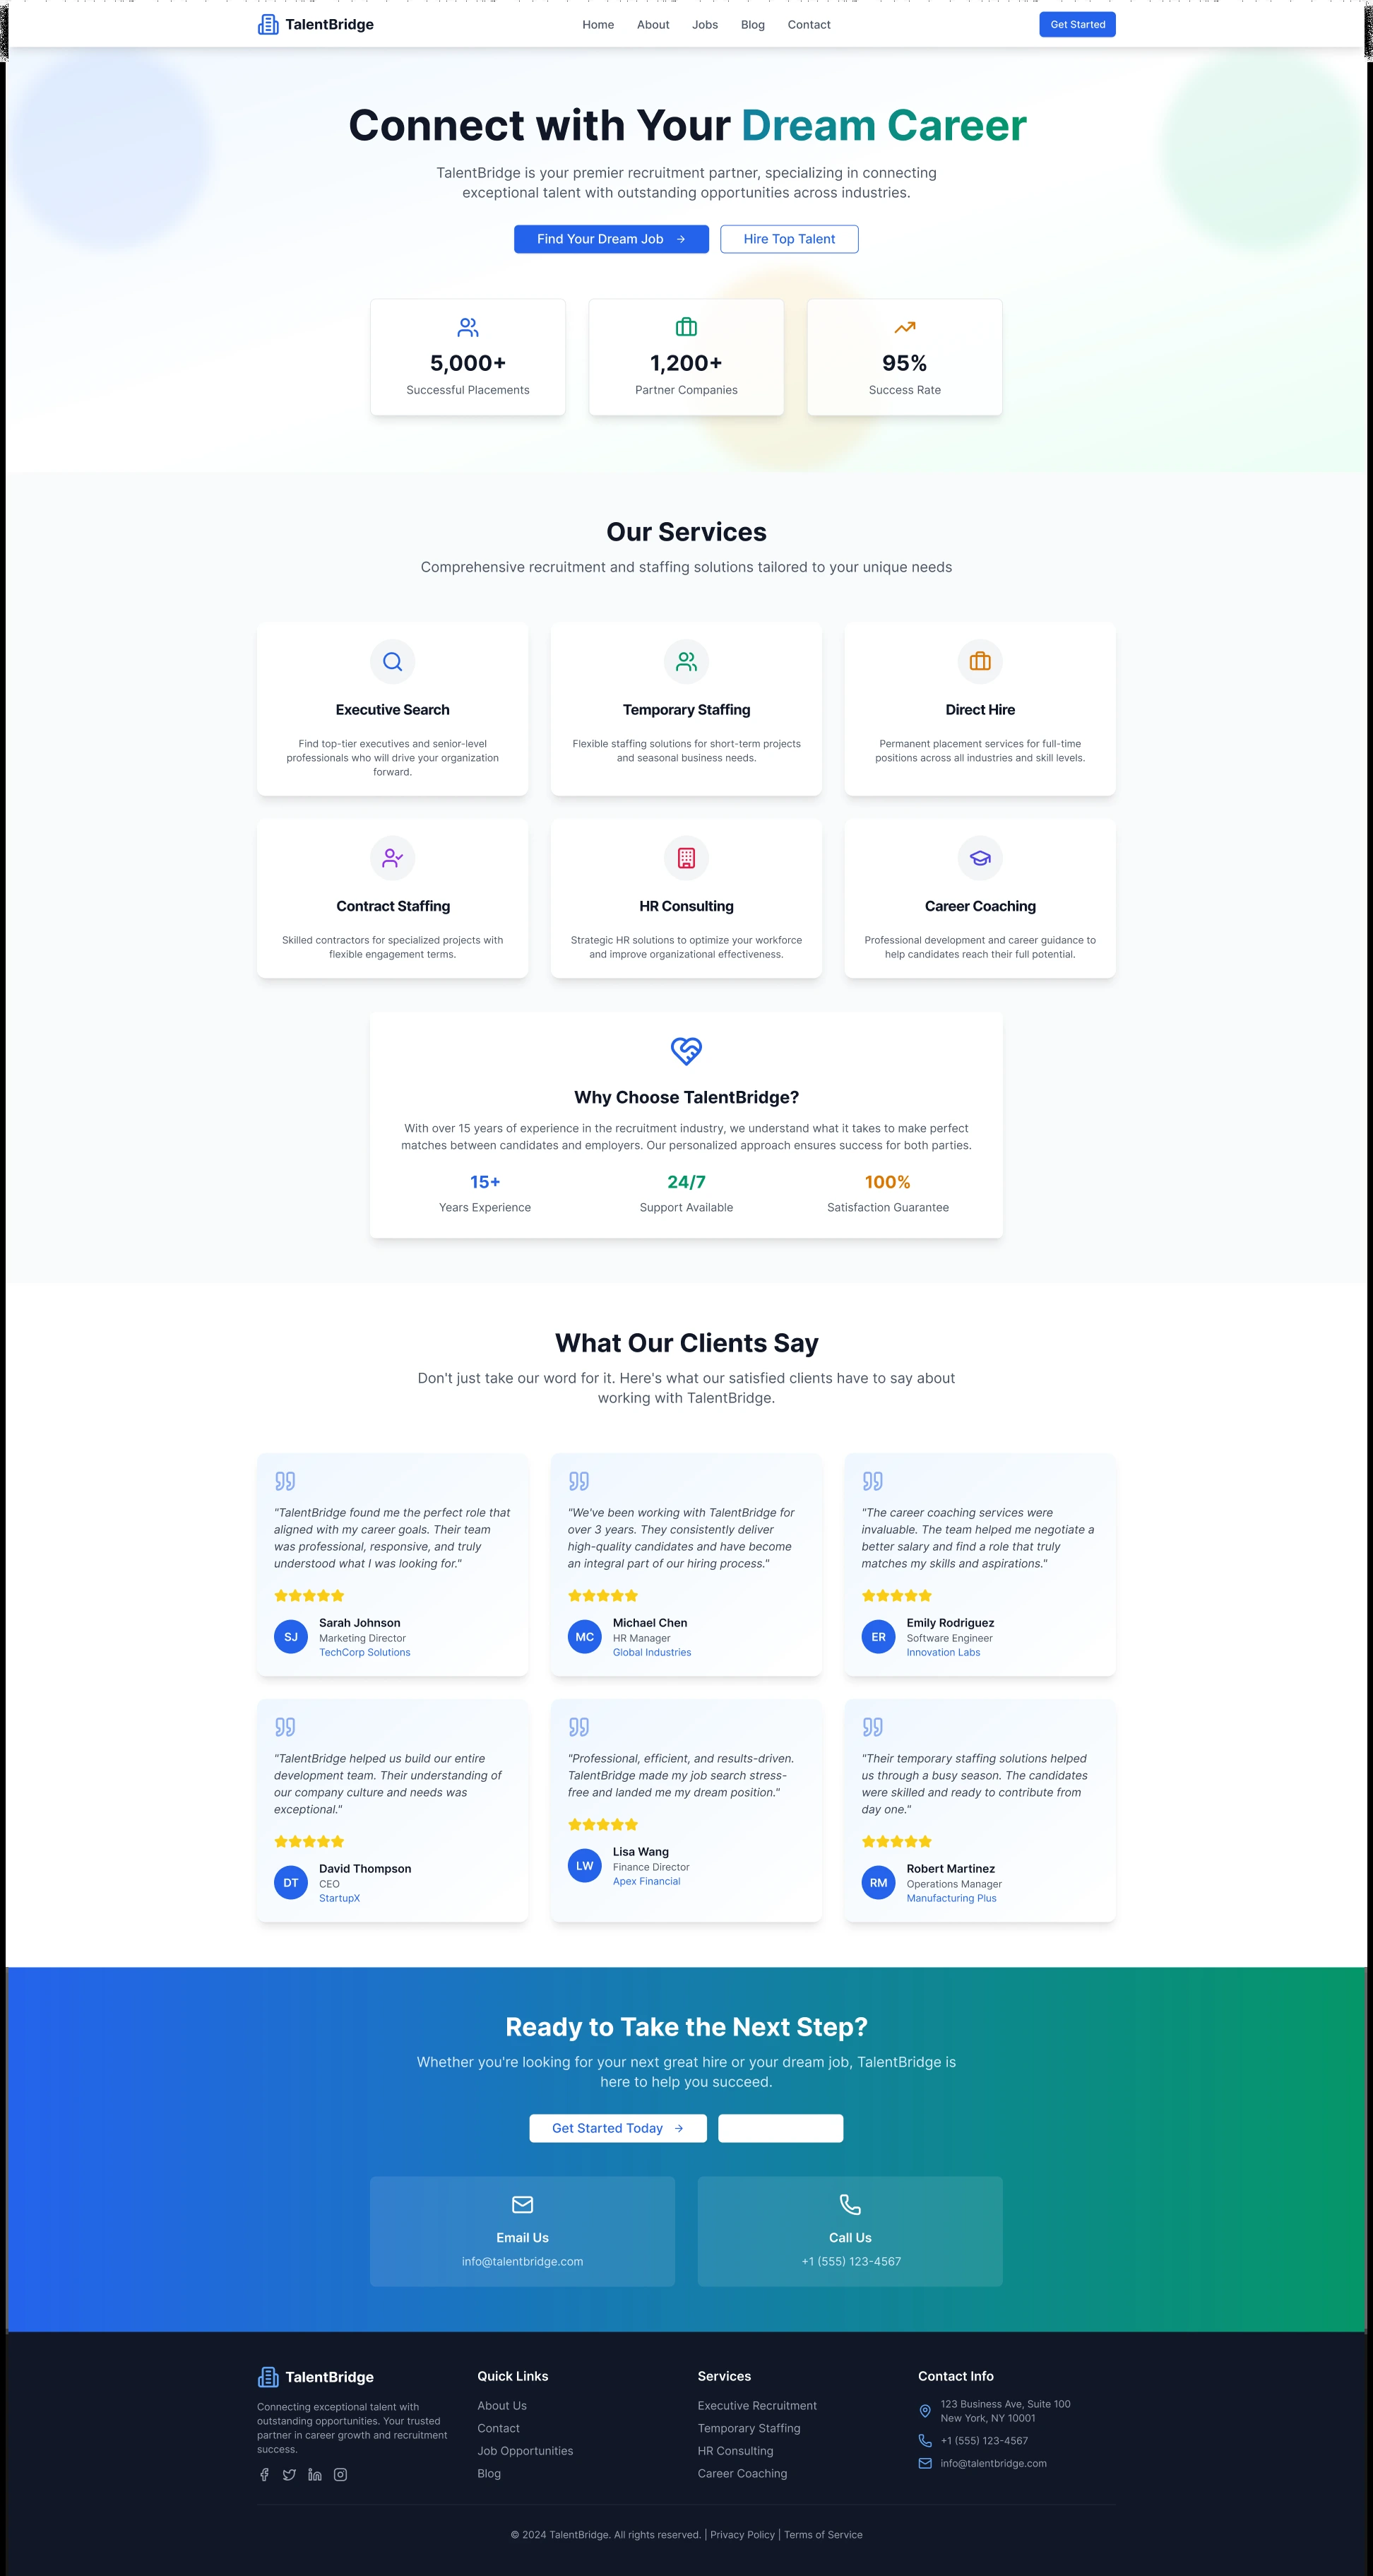 TalentBridge
Home
About
Jobs
Blog
Contact
Get Started
Connect with Your Dream Career
TalentBridge is your premier recruitment partner, specializing in connecting
exceptional talent with outstanding opportunities across industries.
Find Your Dream Job
Hire Top Talent
5,000+
Successful Placements
1,200+
Partner Companies
95%
Success Rate
Our Services
Comprehensive recruitment and staffing solutions tailored to your unique needs
Executive Search
Find top-tier executives and senior-level
professionals who will drive your organization
forward.
Temporary Staffing
Flexible staffing solutions for short-term projects
and seasonal business needs.
Direct Hire
Permanent placement services for full-time
positions across all industries and skill levels.
Contract Staffing
Skilled contractors for specialized projects with
flexible engagement terms.
HR Consulting
Strategic HR solutions to optimize your workforce
and improve organizational effectiveness.
Career Coaching
Professional development and career guidance to
help candidates reach their full potential.
Why Choose TalentBridge?
With over 15 years of experience in the recruitment industry, we understand what it takes to make perfect
matches between candidates and employers. Our personalized approach ensures success for both parties.
15+
Years Experience
24/7
Support Available
100%
Satisfaction Guarantee
What Our Clients Say
Don't just take our word for it. Here's what our satisfied clients have to say about
working with TalentBridge.
"TalentBridge found me the perfect role that
aligned with my career goals. Their team
was professional, responsive, and truly
understood what I was looking for."
SJ
Sarah Johnson
Marketing Director
TechCorp Solutions
"We've been working with TalentBridge for
over 3 years. They consistently deliver
high-quality candidates and have become
an integral part of our hiring process."
MC
Michael Chen
HR Manager
Global Industries
"The career coaching services were
invaluable. The team helped me negotiate a
better salary and find a role that truly
matches my skills and aspirations."
ER
Emily Rodriguez
Software Engineer
Innovation Labs
"TalentBridge helped us build our entire
development team. Their understanding of
our company culture and needs was
exceptional."
DT
David Thompson
CEO
StartupX
"Professional, efficient, and results-driven.
TalentBridge made my job search stress-
free and landed me my dream position."
LW
Lisa Wang
Finance Director
Apex Financial
"Their temporary staffing solutions helped
us through a busy season. The candidates
were skilled and ready to contribute from
day one."
RM
Robert Martinez
Operations Manager
Manufacturing Plus
Ready to Take the Next Step?
Whether you're looking for your next great hire or your dream job, TalentBridge is
here to help you succeed.
Get Started Today
Email Us
info@talentbridge.com
Call Us
+1 (555) 123-4567
TalentBridge
Connecting exceptional talent with
outstanding opportunities. Your trusted
partner in career growth and recruitment
success.
Quick Links
About Us
Contact
Job Opportunities
Blog
Services
Executive Recruitment
Temporary Staffing
HR Consulting
Career Coaching
Contact Info
123 Business Ave, Suite 100
New York, NY 10001
+1 (555) 123-4567
info@talentbridge.com
© 2024 TalentBridge. All rights reserved. | Privacy Policy | Terms of Service